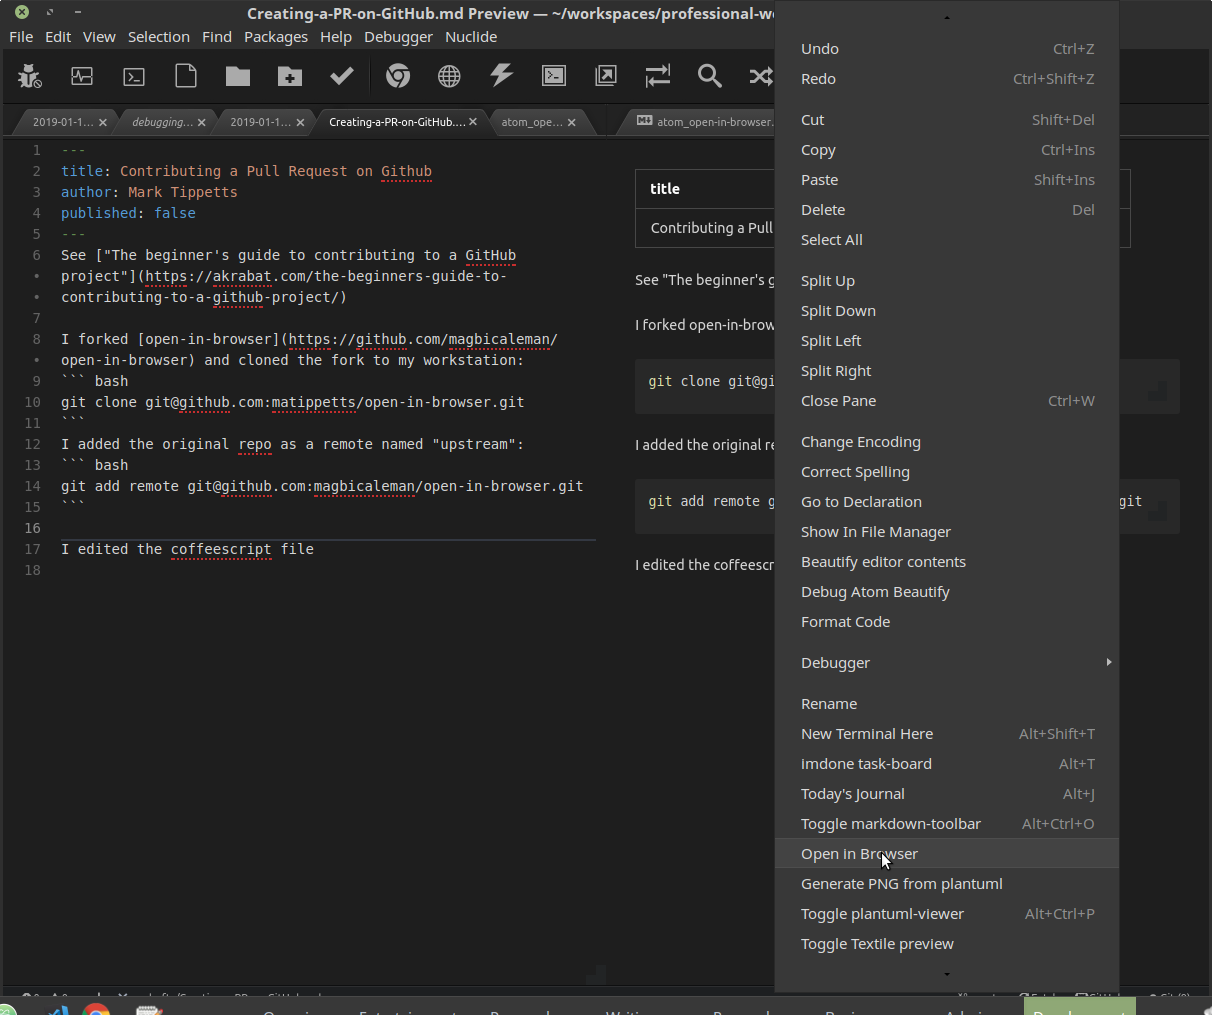 Creating-a-PR-on-GitHub.md Preview — ~/workspaces/professional-w
File Edit View Selection Find Packages Help Debugger Nuclide
2019-01-1... debugging... 2019-01-1... Creating-a-PR-on-GitHub.... atom_ope... atom_open-in-browser.
1 ---
2 title: Contributing a Pull Request on Github
3 author: Mark Tippetts
4 published: false
5 ---
6 See ["The beginner's guide to contributing to a GitHub
• project"](https://akrabat.com/the-beginners-guide-to-
• contributing-to-a-github-project/)
7
8 I forked [open-in-browser](https://github.com/magbicaleman/
• open-in-browser) and cloned the fork to my workstation:
9 ``` bash
10 git clone git@github.com:matippetts/open-in-browser.git
11 ```
12 I added the original repo as a remote named "upstream":
13 ``` bash
14 git add remote git@github.com:magbicaleman/open-in-browser.git
15 ```
16
17 I edited the coffeescript file
18
title
Contributing a Pull
See "The beginner's g
I forked open-in-brow
git clone git@gi
I added the original re
git add remote g
git
I edited the coffeescr
Undo Ctrl+Z
Redo Ctrl+Shift+Z
Cut Shift+Del
Copy Ctrl+Ins
Paste Shift+Ins
Delete Del
Select All
Split Up
Split Down
Split Left
Split Right
Close Pane Ctrl+W
Change Encoding
Correct Spelling
Go to Declaration
Show In File Manager
Beautify editor contents
Debug Atom Beautify
Format Code
Debugger
Rename
New Terminal Here Alt+Shift+T
imdone task-board Alt+T
Today's Journal Alt+J
Toggle markdown-toolbar Alt+Ctrl+O
Open in Browser
Generate PNG from plantuml
Toggle plantuml-viewer Alt+Ctrl+P
Toggle Textile preview